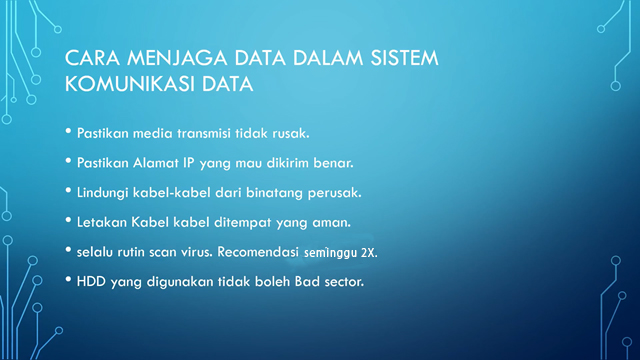 CARA MENJAGA DATA DALAM SISTEM
KOMUNIKASI DATA
• Pastikan media transmisi tidak rusak.
• Pastikan Alamat IP yang mau dikirim benar.
• Lindungi kabel-kabel dari binatang perusak.
• Letakan Kabel kabel ditempat yang aman.
• selalu rutin scan virus. Recomendasi seminggu 2X.
• HDD yang digunakan tidak boleh Bad sector.